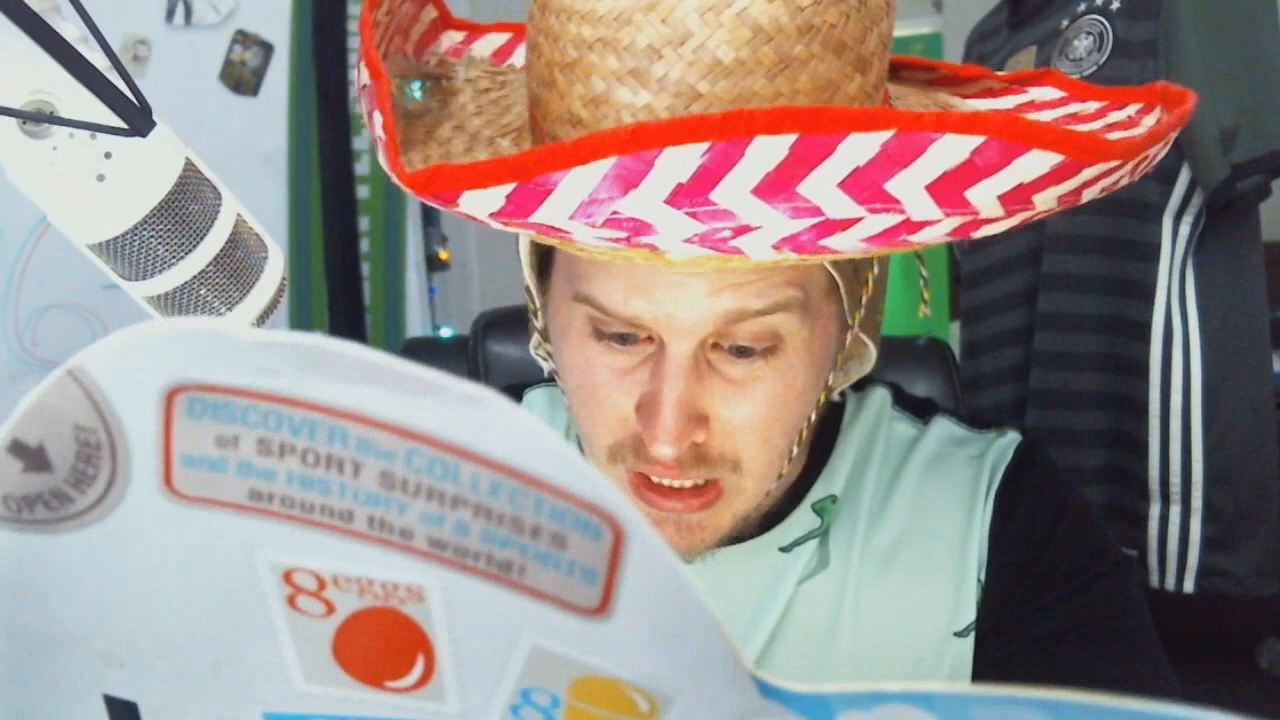 OPEN HERE!
DISCOVER the COLLECTION
of SPORT SURPRISES
and the HISTORY of 8 SPORTS
around the world!
8 eggs
8